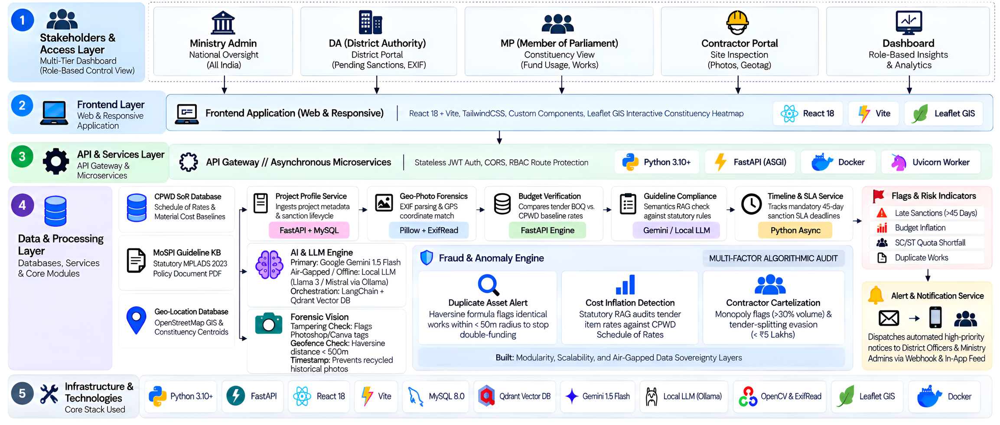 1
Stakeholders &
Access Layer
Multi-Tier Dashboard
(Role-Based Control View)
Ministry Admin
National Oversight
(All India)
DA (District Authority)
District Portal
(Pending Sanctions, EXIF)
MP (Member of Parliament)
Constituency View
(Fund Usage, Works)
Contractor Portal
Site Inspection
(Photos, Geotag)
Dashboard
Role-Based Insights
& Analytics
2
Frontend Layer
Web & Responsive
Application
Frontend Application (Web & Responsive)
React 18 + Vite, TailwindCSS, Custom Components, Leaflet GIS Interactive Constituency Heatmap
React 18
Vite
Leaflet GIS
3
API & Services Layer
API Gateway &
Microservices
API Gateway // Asynchronous Microservices
Stateless JWT Auth, CORS, RBAC Route Protection
Python 3.10+
FastAPI (ASGI)
Docker
Uvicorn Worker
4
Data & Processing
Layer
Databases, Services
& Core Modules
CPWD SoR Database
Schedule of Rates &
Material Cost Baselines
MoSPI Guideline KB
Statutory MPLADS 2023
Policy Document PDF
Geo-Location Database
OpenStreetMap GIS &
Constituency Centroids
Project Profile Service
Ingests project metadata
& sanction lifevycle
FastAPI + MySQL
Geo-Photo Forensics
EXIF parsing & GPS
coordinate match
Pillow + ExifRead
Budget Verification
Compares tender BOQ vs.
CPWD baseline rates
FastAPI Engine
Guideline Compliance
Semantics RAG check
against statutory rules
Gemini / Local LLM
Timeline & SLA Service
Tracks mandatory 45-day
sanction SLA deadlines
Python Async
AI & LLM Engine
Primary: Google Gemini 1.5 Flash
Air-Gapped / Offline: Local LLM
(Llama 3 / Mistral via Ollama)
Orchestration: LangChain +
Qdrant Vector DB
Forensic Vision
Tampering Check: Flags
Photoshop/Canva tags
Geofence Check: Haversine
distance < 500m
Timestamp: Prevents recycled
historical photos
Fraud & Anomaly Engine
MULTI-FACTOR ALGORITHMIC AUDIT
Duplicate Asset Alert
Haversine formula flags identical
works within < 50m radius to stop
double-funding
Cost Inflation Detection
Statutory RAG audits tender
item rates against CPWD
Schedule of Rates
Contractor Cartelization
Monopoly flags (>30% volume) &
tender-splitting evasion
(< ₹5 Lakhs)
Built: Modularity, Scalability, and Air-Gapped Data Sovereignty Layers
Flags & Risk Indicators
Late Sanctions (>45 Days)
Budget Inflation
SC/ST Quota Shortfall
Duplicate Works
Alert & Notification Service
Dispatches automated high-priority
notices to District Officers & Ministry
Admins via Webhook & In-App Feed
5
Infrastructure &
Technologies
Core Stack Used
Python 3.10+
FastAPI
React 18
Vite
MySQL 8.0
Qdrant Vector DB
Gemini 1.5 Flash
Local LLM (Ollama)
OpenCV & ExifRead
Leaflet GIS
Docker